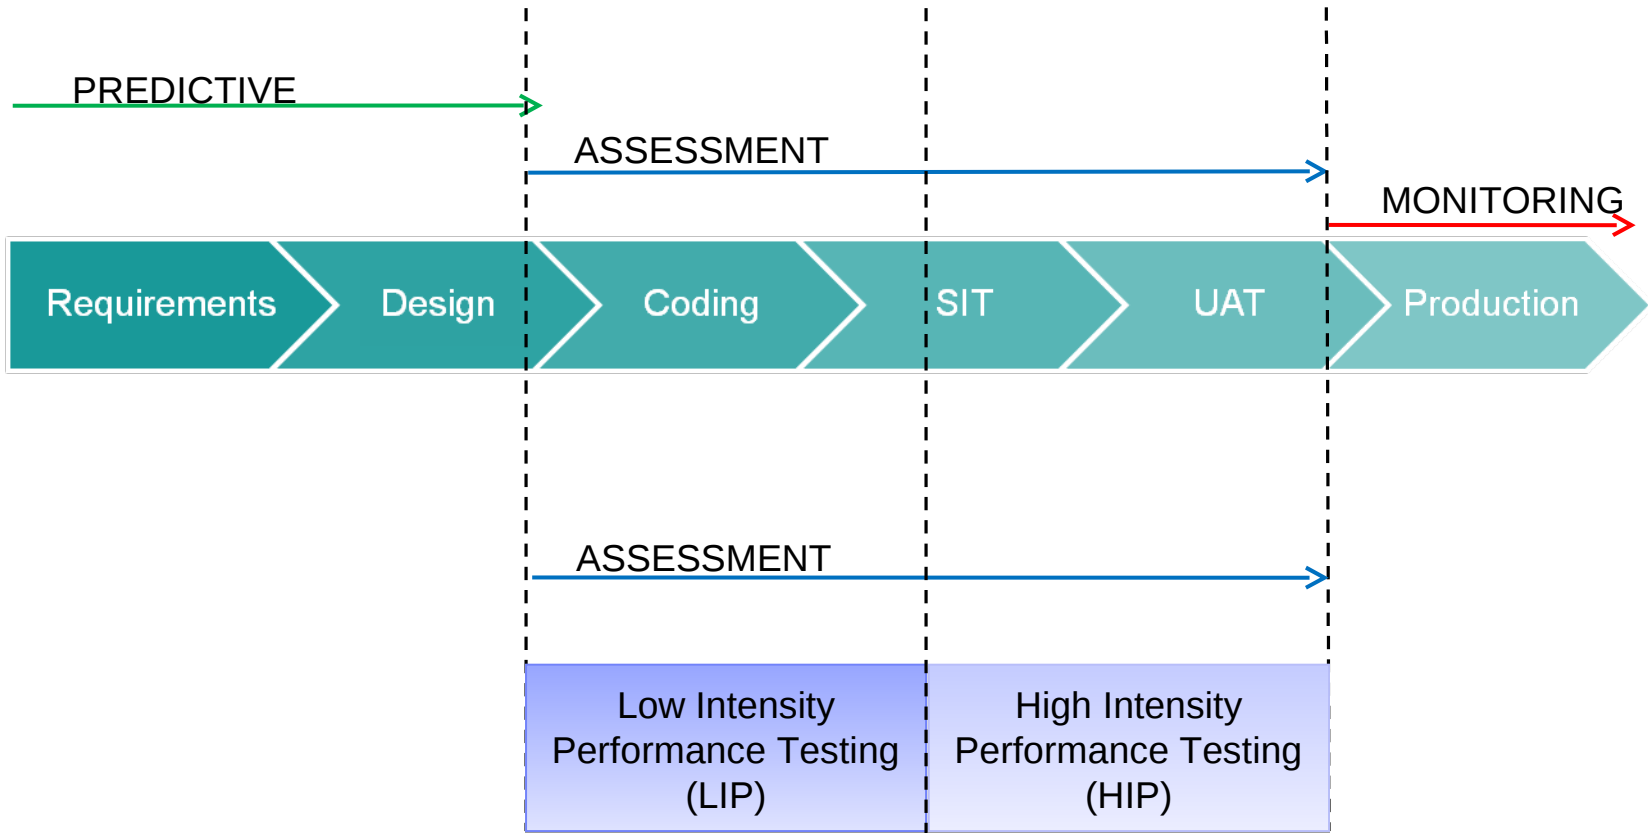 PREDICTIVE
ASSESSMENT
MONITORING
Requirements
Design
Coding
SIT
UAT
Production
ASSESSMENT
Low Intensity
Performance Testing
(LIP)
High Intensity
Performance Testing
(HIP)